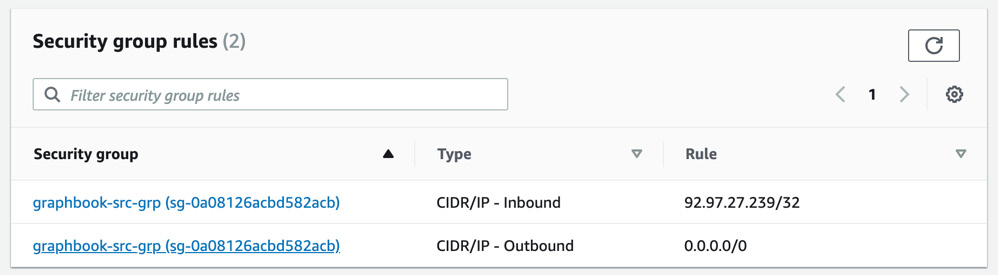 Security group rules (2)
Filter security group rules
1
Security group Type Rule
graphbook-src-grp (sg-0a08126acbd582acb) CIDR/IP - Inbound 92.97.27.239/32
graphbook-src-grp (sg-0a08126acbd582acb) CIDR/IP - Outbound 0.0.0.0/0